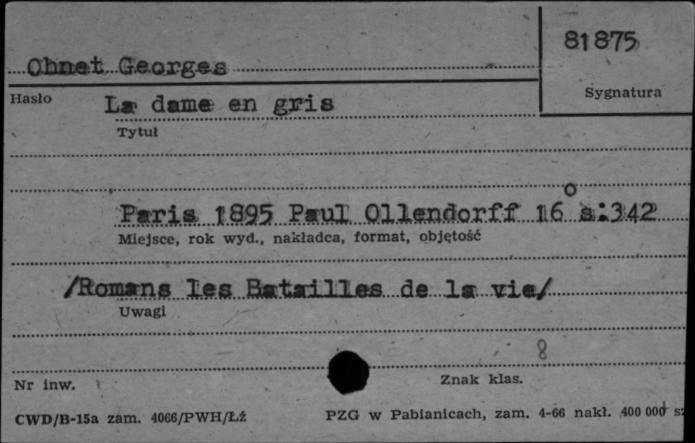 81875
Ohnet Georges
Hasło
Sygnatura
La dame en gris
Tytuł
Paris 1895 Paul Ollendorff 16° s:342
Miejsce, rok wyd., nakładca, format, objętość
/Romans les Batailles de la vie/
Uwagi
8
Nr inw.
Znak klas.
CWD/B-15a zam. 4066/PWH/Łź
PZG w Pabianicach, zam. 4-66 nakł. 400 000